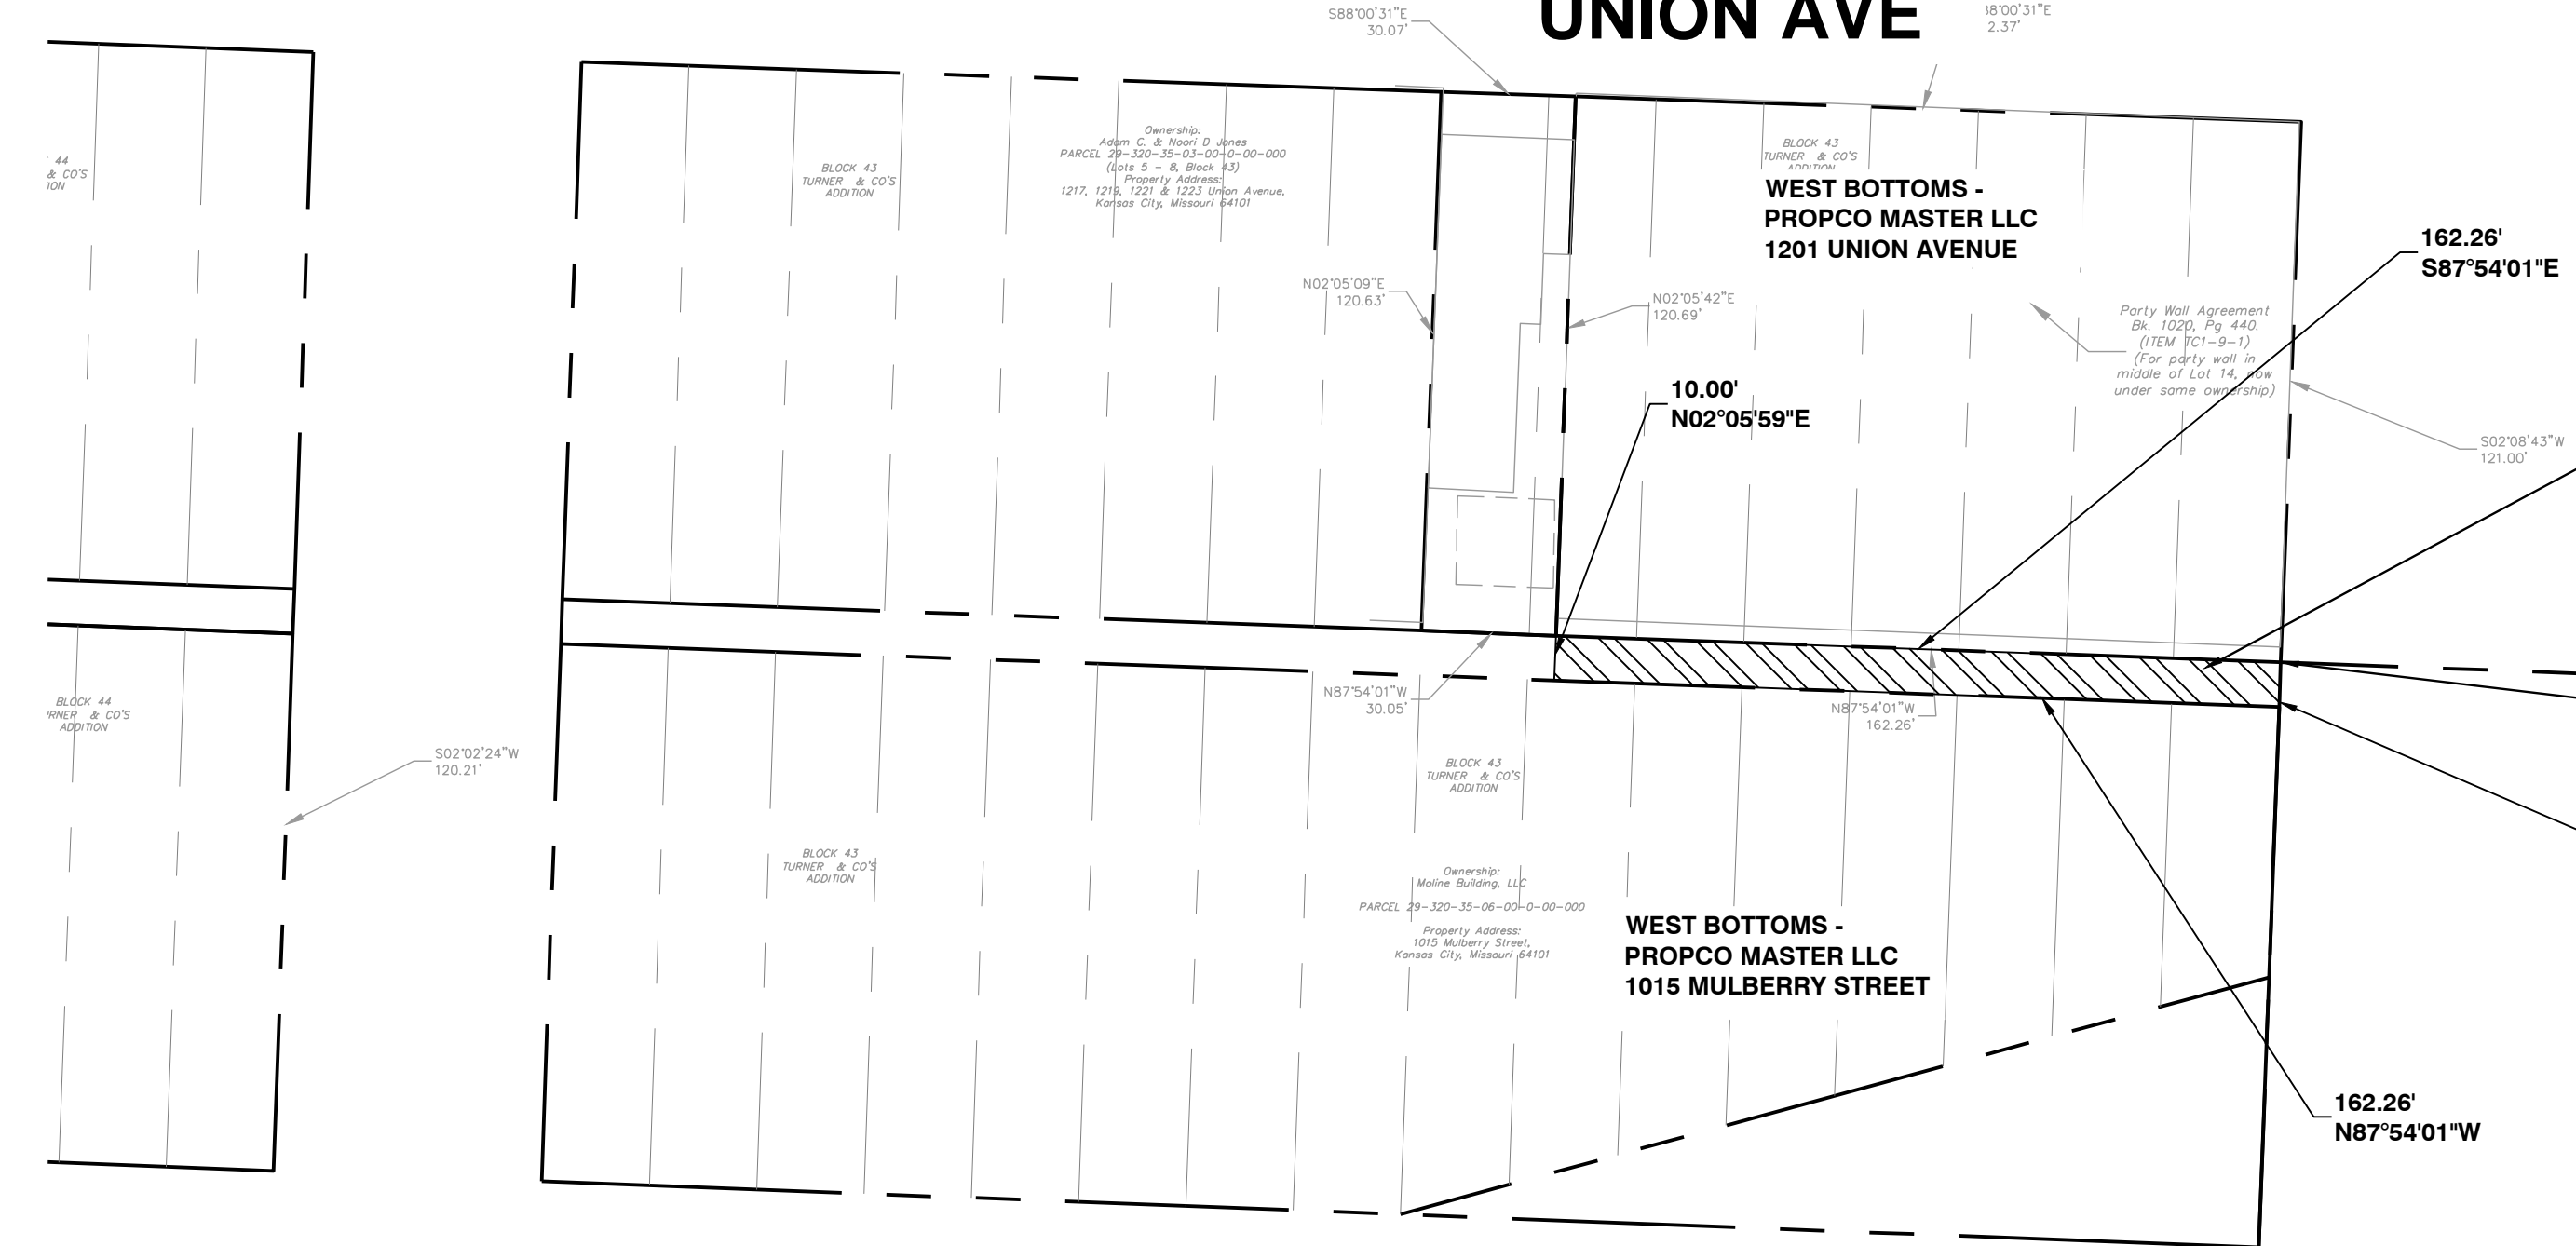 UNION AVE
S88°00'31"E
30.07'
38°00'31"E
2.37'
44
& CO'S
ION
BLOCK 43
TURNER & CO'S
ADDITION
Ownership:
Adam C. & Noori D Jones
PARCEL 29-320-35-03-00-0-00-000
(Lots 5 - 8, Block 43)
Property Address:
1217, 1219, 1221 & 1223 Union Avenue,
Kansas City, Missouri 64101
BLOCK 43
TURNER & CO'S
ADDITION
WEST BOTTOMS -
PROPCO MASTER LLC
1201 UNION AVENUE
162.26'
S87°54'01"E
N02°05'09"E
120.63'
N02°05'42"E
120.69'
Party Wall Agreement
Bk. 1020, Pg 440.
(ITEM TC1-9-1)
(For party wall in
middle of Lot 14, now
under same ownership)
10.00'
N02°05'59"E
S02°08'43"W
121.00'
N87°54'01"W
30.05'
N87°54'01"W
162.26'
BLOCK 44
RNER & CO'S
ADDITION
S02°02'24"W
120.21'
BLOCK 43
TURNER & CO'S
ADDITION
BLOCK 43
TURNER & CO'S
ADDITION
Ownership:
Moline Building, LLC
PARCEL 29-320-35-06-00-0-00-000
Property Address:
1015 Mulberry Street,
Kansas City, Missouri 64101
WEST BOTTOMS -
PROPCO MASTER LLC
1015 MULBERRY STREET
162.26'
N87°54'01"W